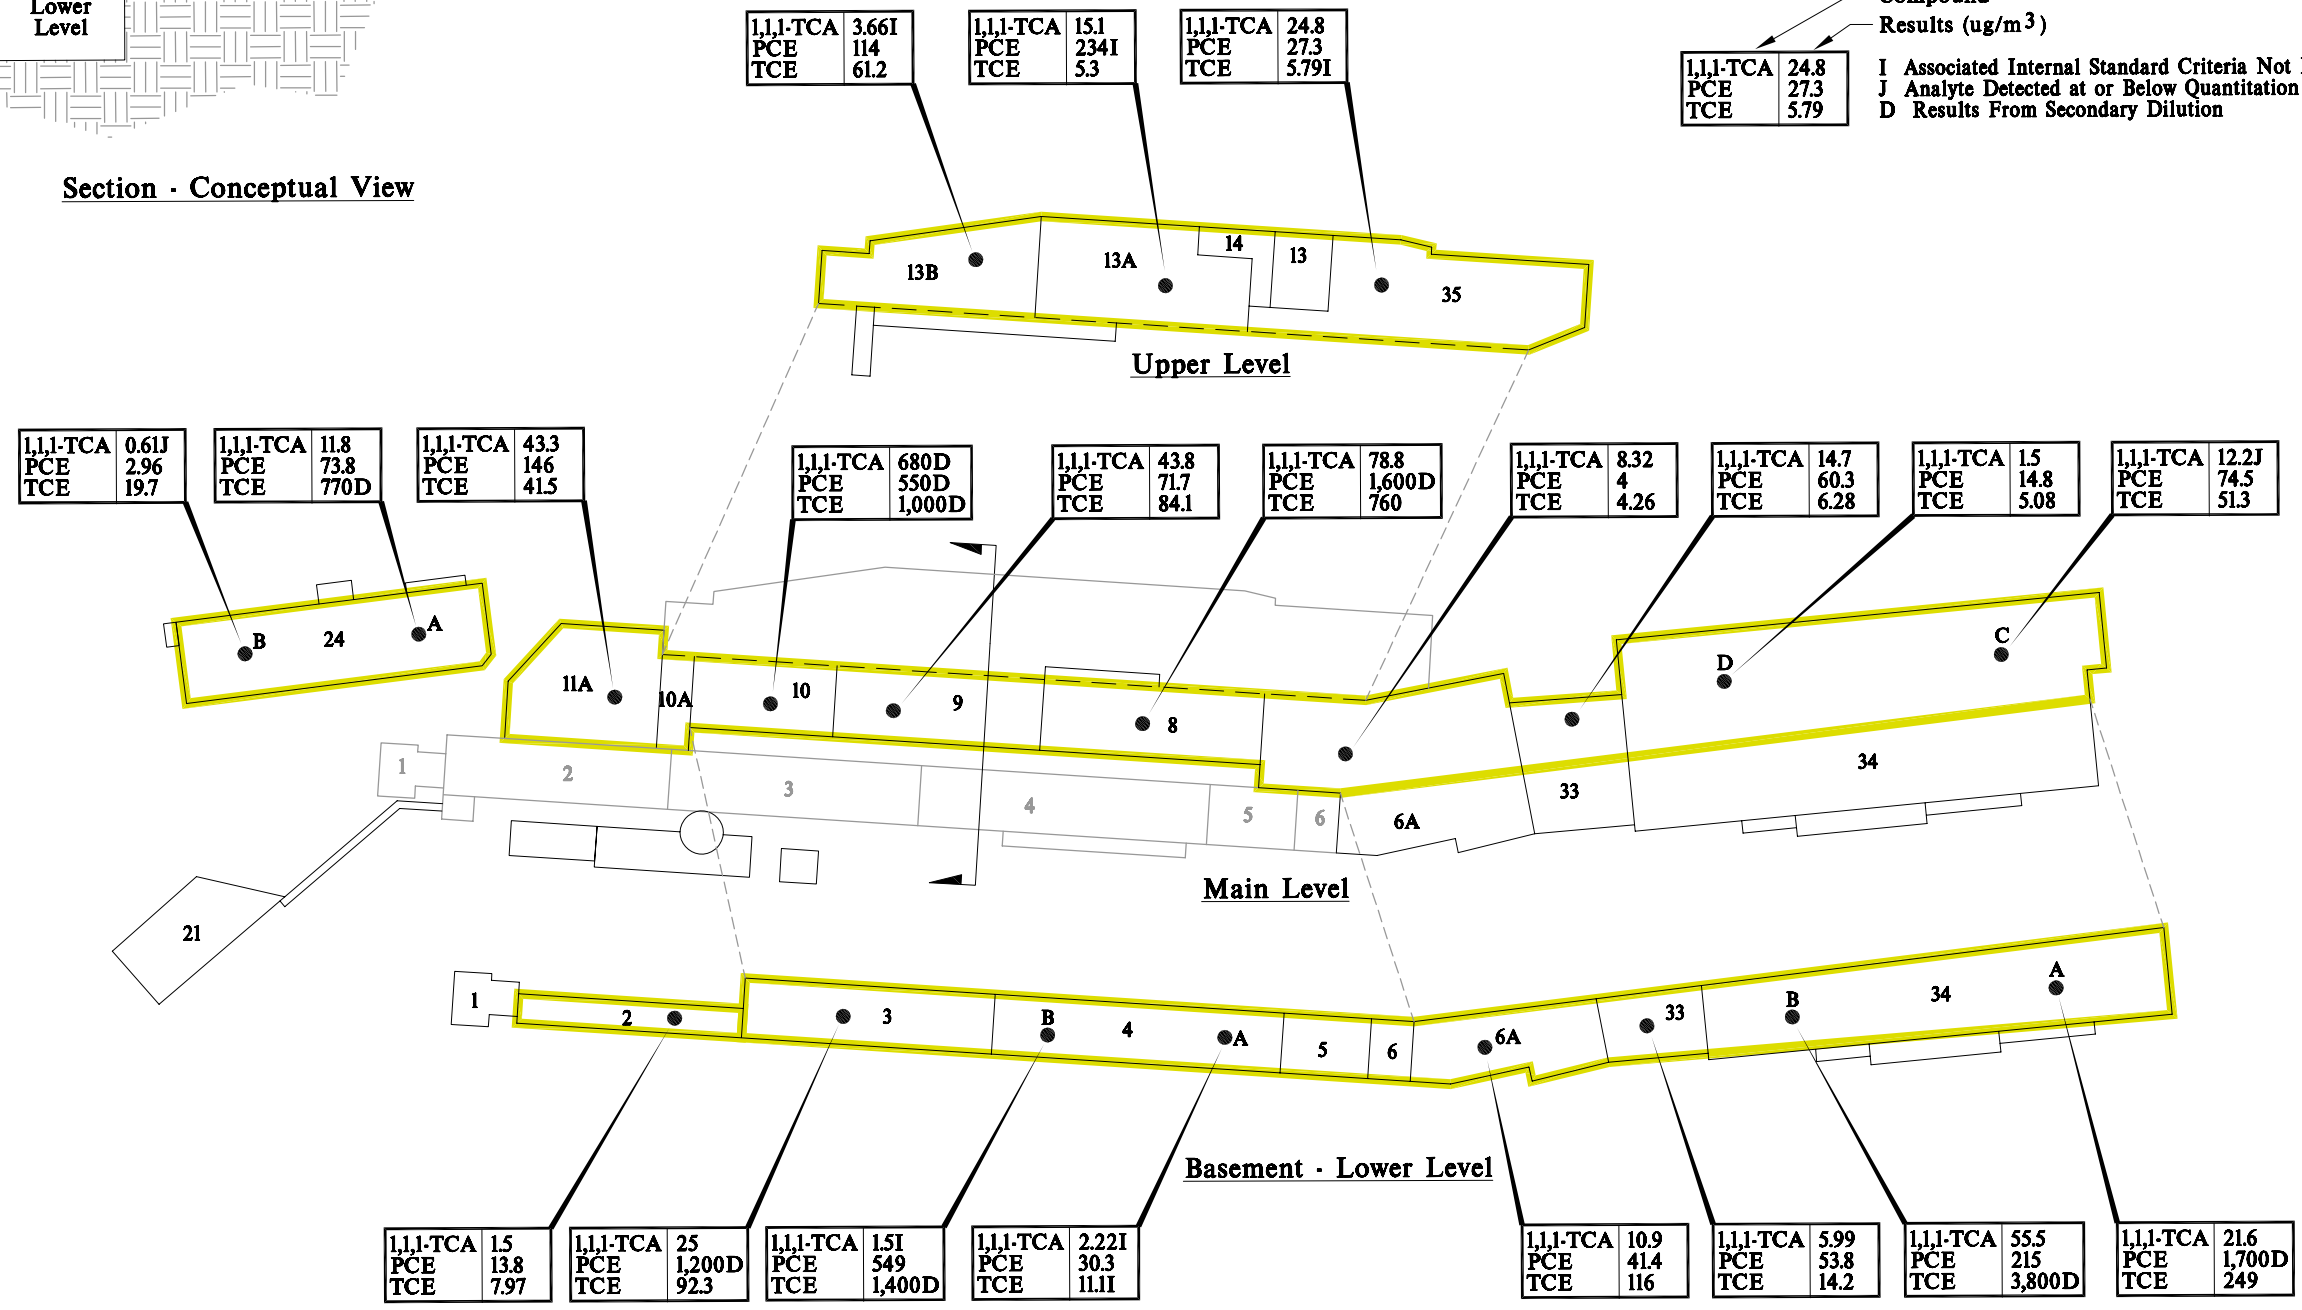 Lower
Level
Section - Conceptual View
1,1,1-TCA 3.66I
PCE 114
TCE 61.2
1,1,1-TCA 15.1
PCE 234I
TCE 5.3
1,1,1-TCA 24.8
PCE 27.3
TCE 5.79I
Compound
Results (ug/m3)
1,1,1-TCA 24.8
PCE 27.3
TCE 5.79
I Associated Internal Standard Criteria Not
J Analyte Detected at or Below Quantitation
D Results From Secondary Dilution
13B
13A
14
13
35
Upper Level
1,1,1-TCA 0.61J
PCE 2.96
TCE 19.7
1,1,1-TCA 11.8
PCE 73.8
TCE 770D
1,1,1-TCA 43.3
PCE 146
TCE 41.5
1,1,1-TCA 680D
PCE 550D
TCE 1,000D
1,1,1-TCA 43.8
PCE 71.7
TCE 84.1
1,1,1-TCA 78.8
PCE 1,600D
TCE 760
1,1,1-TCA 8.32
PCE 4
TCE 4.26
1,1,1-TCA 14.7
PCE 60.3
TCE 6.28
1,1,1-TCA 1.5
PCE 14.8
TCE 5.08
1,1,1-TCA 12.2J
PCE 74.5
TCE 51.3
B
24
A
11A
10A
10
9
8
D
C
1
2
3
4
5
6
6A
33
34
21
Main Level
1
2
3
B
4
A
5
6
6A
33
B
34
A
Basement - Lower Level
1,1,1-TCA 1.5
PCE 13.8
TCE 7.97
1,1,1-TCA 25
PCE 1,200D
TCE 92.3
1,1,1-TCA 1.5I
PCE 549
TCE 1,400D
1,1,1-TCA 2.22I
PCE 30.3
TCE 11.1I
1,1,1-TCA 10.9
PCE 41.4
TCE 116
1,1,1-TCA 5.99
PCE 53.8
TCE 14.2
1,1,1-TCA 55.5
PCE 215
TCE 3,800D
1,1,1-TCA 21.6
PCE 1,700D
TCE 249